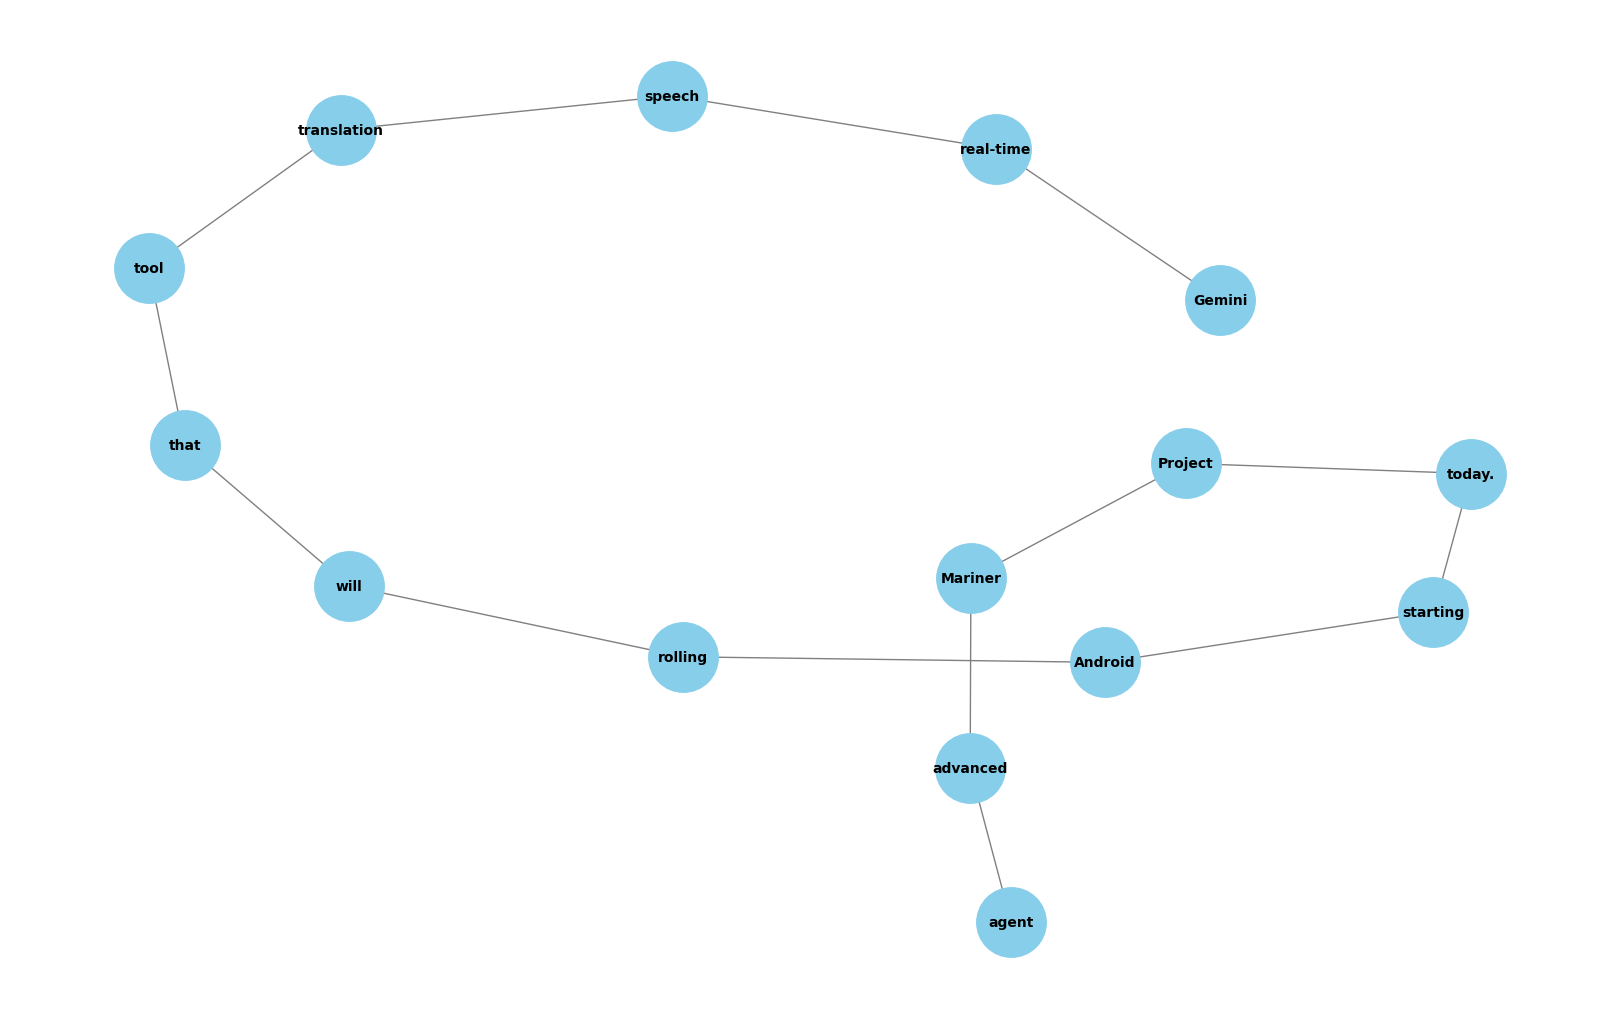 speech
translation
real-time
tool
Gemini
that
Project
today.
Mariner
will
starting
rolling
Android
advanced
agent